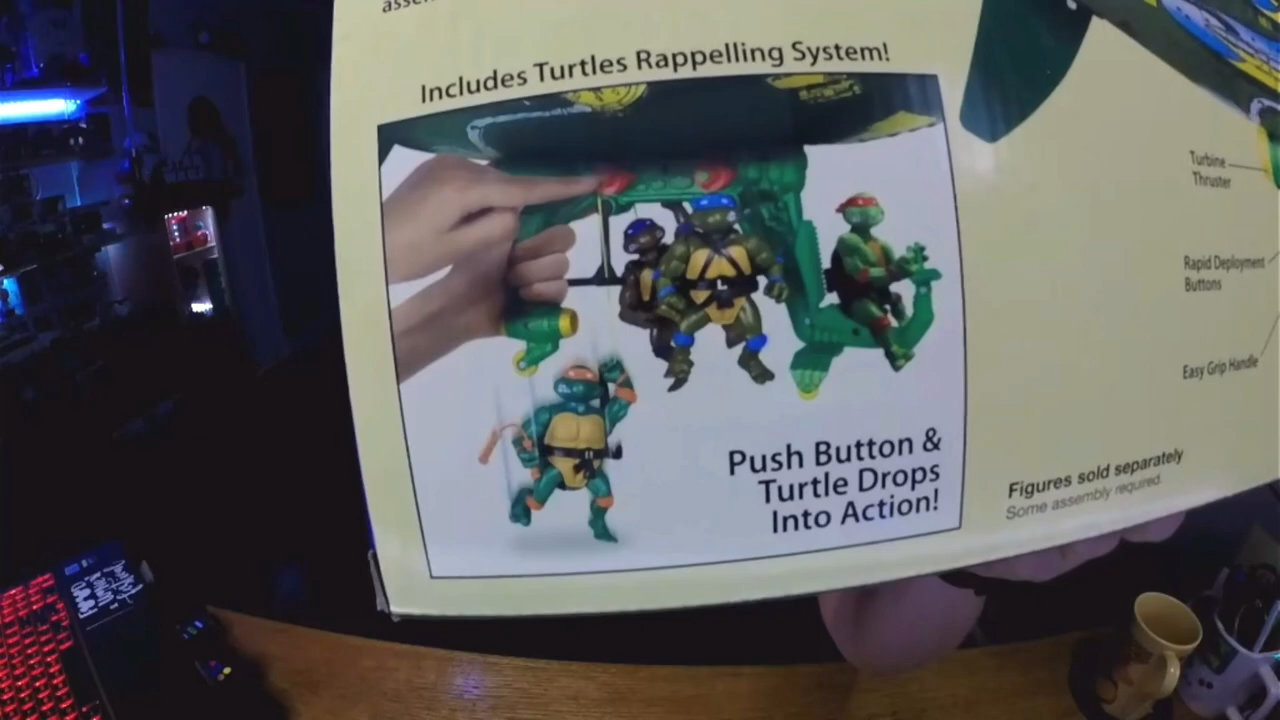 Includes Turtles Rappelling System!
Turbine
Thruster
Rapid Deployment
Buttons
Easy Grip Handle
Push Button &
Turtle Drops
Into Action!
Figures sold separately
Some assembly required.